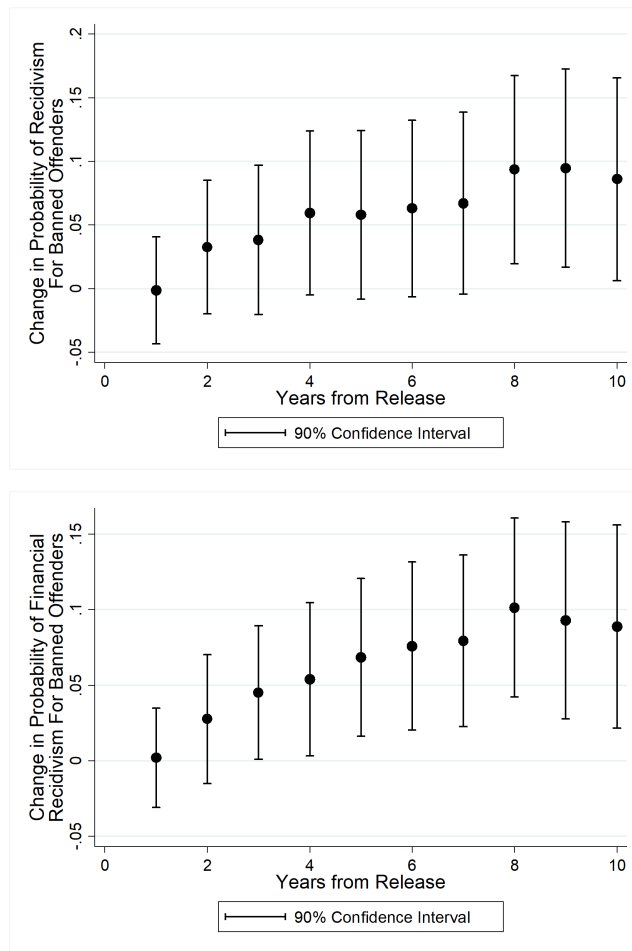 Change in Probability of Recidivism
For Banned Offenders
.2
.15
.1
.05
0
-.05
0 2 4 6 8 10
Years from Release
90% Confidence Interval
Change in Probability of Financial
Recidivism For Banned Offenders
.15
.1
.05
0
-.05
0 2 4 6 8 10
Years from Release
90% Confidence Interval